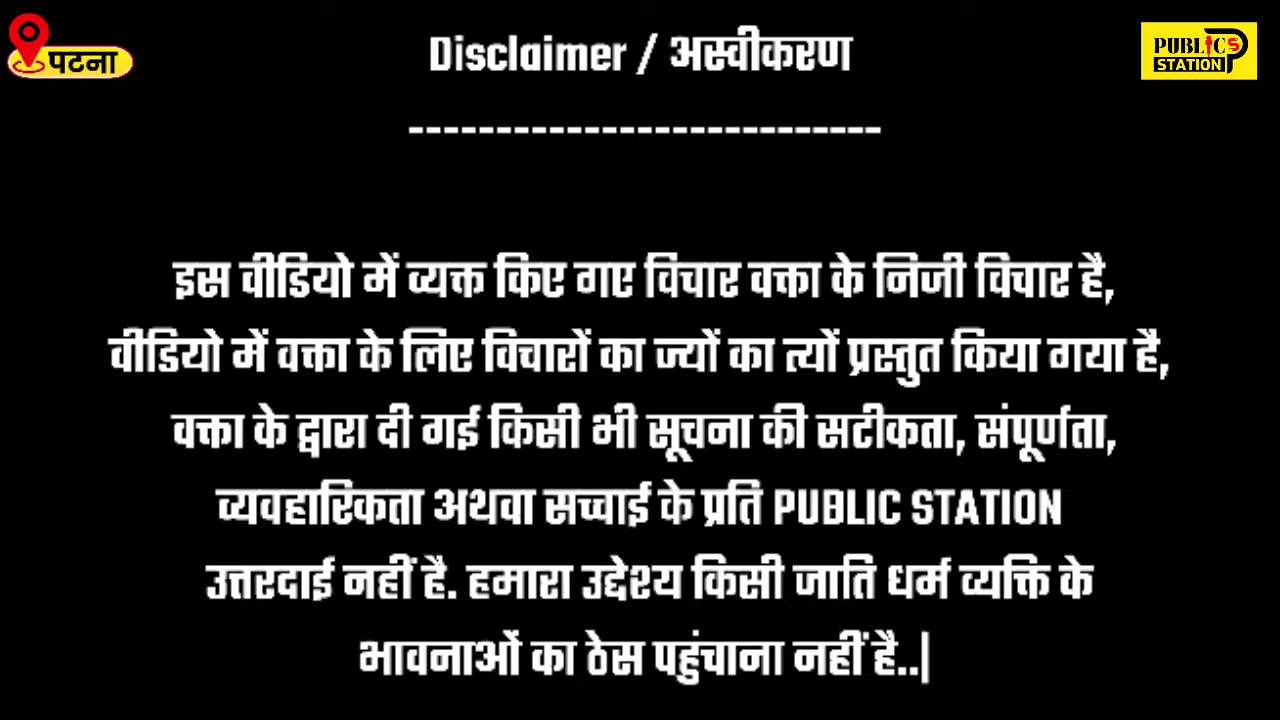 पटना
Disclaimer / अस्वीकरण
PUBLICS
STATION
---------------------------
इस वीडियो में व्यक्त किए गए विचार वक्ता के निजी विचार है,
वीडियो में वक्ता के लिए विचारों का ज्यों का त्यों प्रस्तुत किया गया है,
वक्ता के द्वारा दी गई किसी भी सूचना की सटीकता, संपूर्णता,
व्यवहारिकता अथवा सच्चाई के प्रति PUBLIC STATION
उत्तरदाई नहीं है. हमारा उद्देश्य किसी जाति धर्म व्यक्ति के
भावनाओं का ठेस पहुंचाना नहीं है..|